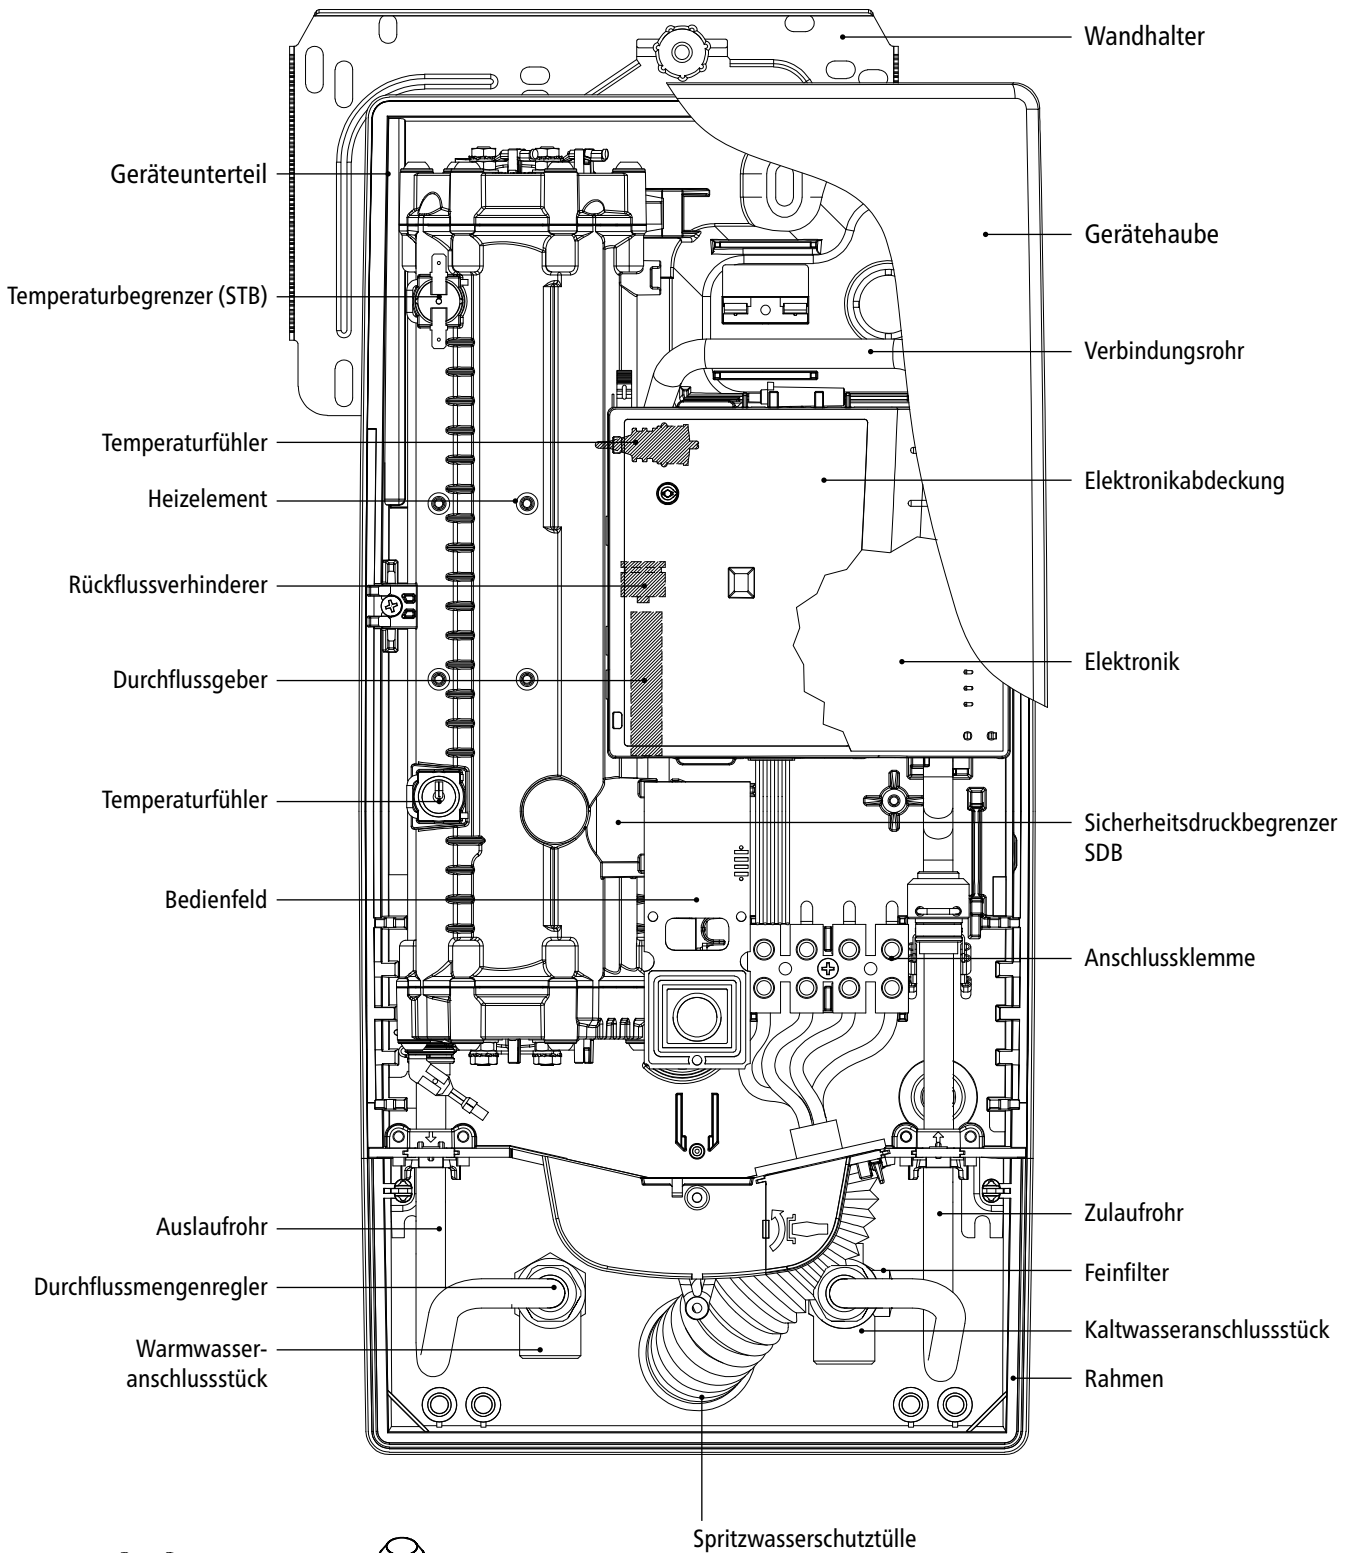 Wandhalter
Geräteunterteil
Gerätehaube
Temperaturbegrenzer (STB)
Verbindungsrohr
Temperaturfühler
Elektronikabdeckung
Heizelement
Rückflussverhinderer
Elektronik
Durchflussgeber
Temperaturfühler
Sicherheitsdruckbegrenzer
SDB
Bedienfeld
Anschlussklemme
Auslaufrohr
Zulaufrohr
Durchflussmengenregler
Feinfilter
Kaltwasseranschlussstück
Warmwasser-
anschlussstück
Rahmen
Spritzwasserschutztülle